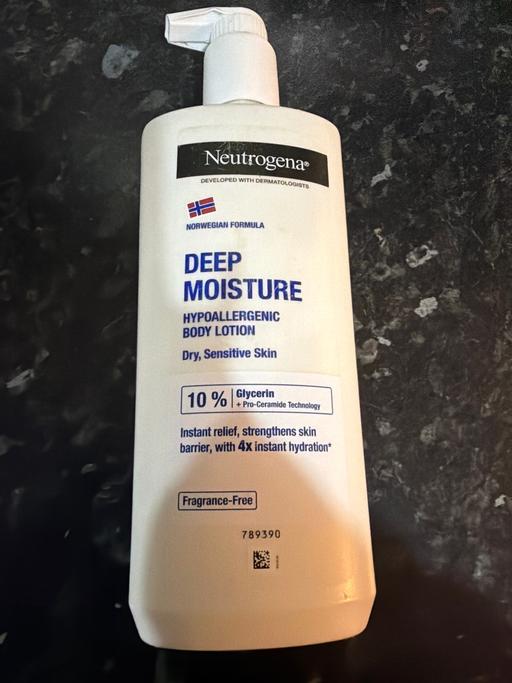 Neutrogena®
DEVELOPED WITH DERMATOLOGISTS
NORWEGIAN FORMULA
DEEP
MOISTURE
HYPOALLERGENIC
BODY LOTION
Dry, Sensitive Skin
10 % Glycerin
+ Pro-Ceramide Technology
Instant relief, strengthens skin
barrier, with 4x instant hydration*
Fragrance-Free
789390